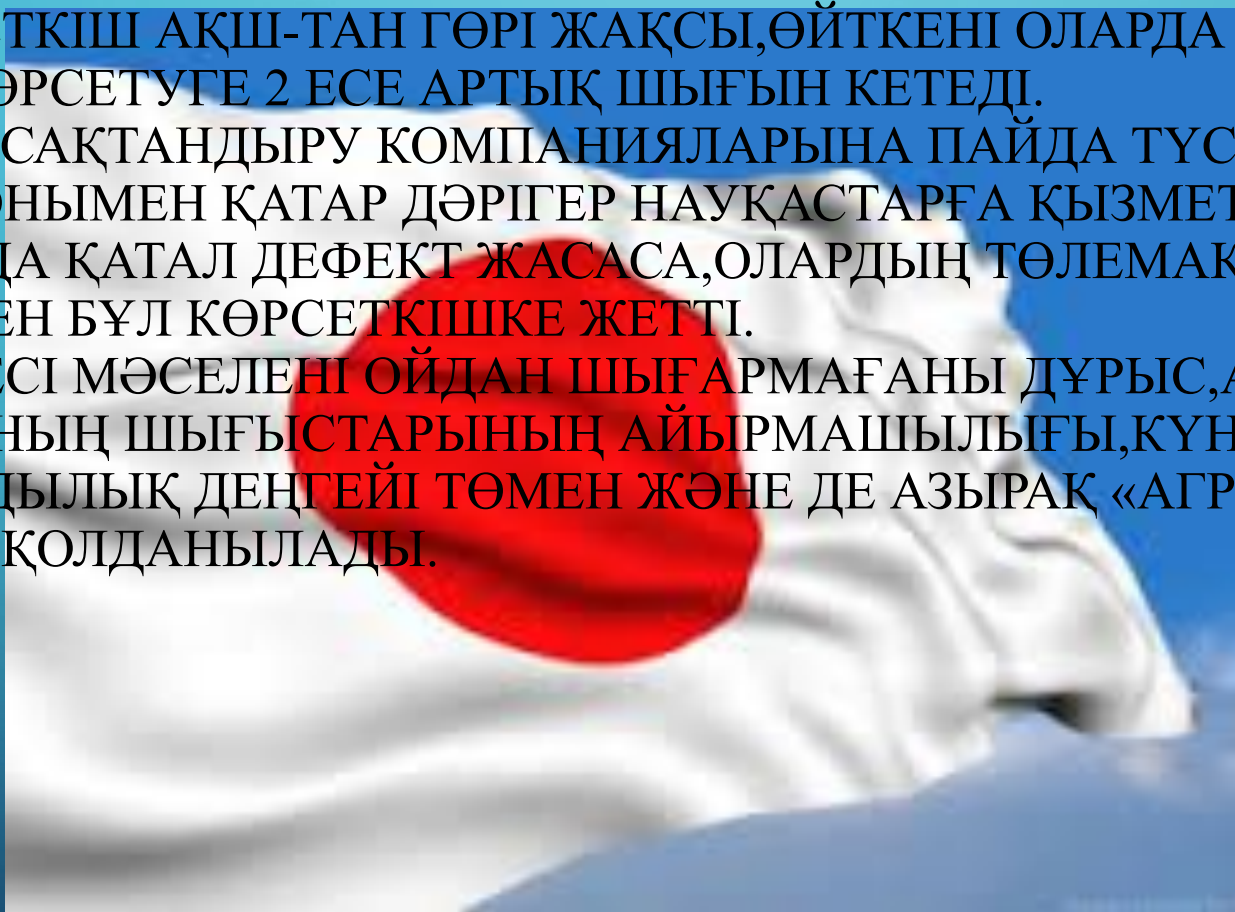 ТКІШ АҚШ-ТАН ГӨРІ ЖАҚСЫ,ӨЙТКЕНІ ОЛАРДА
ӨРСЕТУГЕ 2 ЕСЕ АРТЫҚ ШЫҒЫН КЕТЕДІ.
САҚТАНДЫРУ КОМПАНИЯЛАРЫНА ПАЙДА ТҮС
ОНЫМЕН ҚАТАР ДӘРІГЕР НАУҚАСТАРҒА ҚЫЗМЕТ
ДА ҚАТАЛ ДЕФЕКТ ЖАСАСА,ОЛАРДЫҢ ТӨЛЕМАҚ
ЕН БҰЛ КӨРСЕТКІШКЕ ЖЕТТІ.
ЕСІ МӘСЕЛЕНІ ОЙДАН ШЫҒАРМАҒАНЫ ДҰРЫС,А
НЫҢ ШЫҒЫСТАРЫНЫҢ АЙЫРМАШЫЛЫҒЫ,КҮН
ДЫЛЫҚ ДЕҢГЕЙІ ТӨМЕН ЖӘНЕ ДЕ АЗЫРАҚ «АГР
ҚОЛДАНЫЛАДЫ.